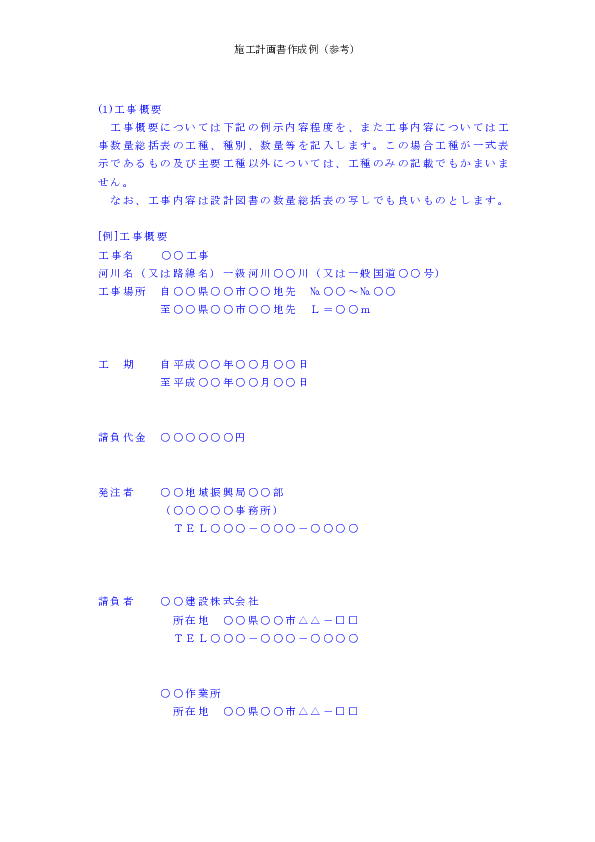 施工計画書作成例（参考）
(1)工事概要
　工事概要については下記の例示内容程度を、また工事内容については工
事数量総括表の工種、種別、数量等を記入します。この場合工種が一式表
示であるもの及び主要工種以外については、工種のみの記載でもかまいま
せん。
　なお、工事内容は設計図書の数量総括表の写しでも良いものとします。
[例]工事概要
工事名　　〇〇工事
河川名（又は路線名）一級河川〇〇川（又は一般国道〇〇号）
工事場所　自〇〇県〇〇市〇〇地先　№〇〇～№〇〇
　　　　　至〇〇県〇〇市〇〇地先　Ｌ＝〇〇ｍ
工　期　　自平成〇〇年〇〇月〇〇日
　　　　　至平成〇〇年〇〇月〇〇日
請負代金　〇〇〇〇〇〇円
発注者　　〇〇地域振興局〇〇部
　　　　　（〇〇〇〇〇事務所）
　　　　　　ＴＥＬ〇〇〇－〇〇〇－〇〇〇〇
請負者　　〇〇建設株式会社
　　　　　　所在地　〇〇県〇〇市△△－□□
　　　　　　ＴＥＬ〇〇〇－〇〇〇－〇〇〇〇
　　　　　〇〇作業所
　　　　　　所在地　〇〇県〇〇市△△－□□